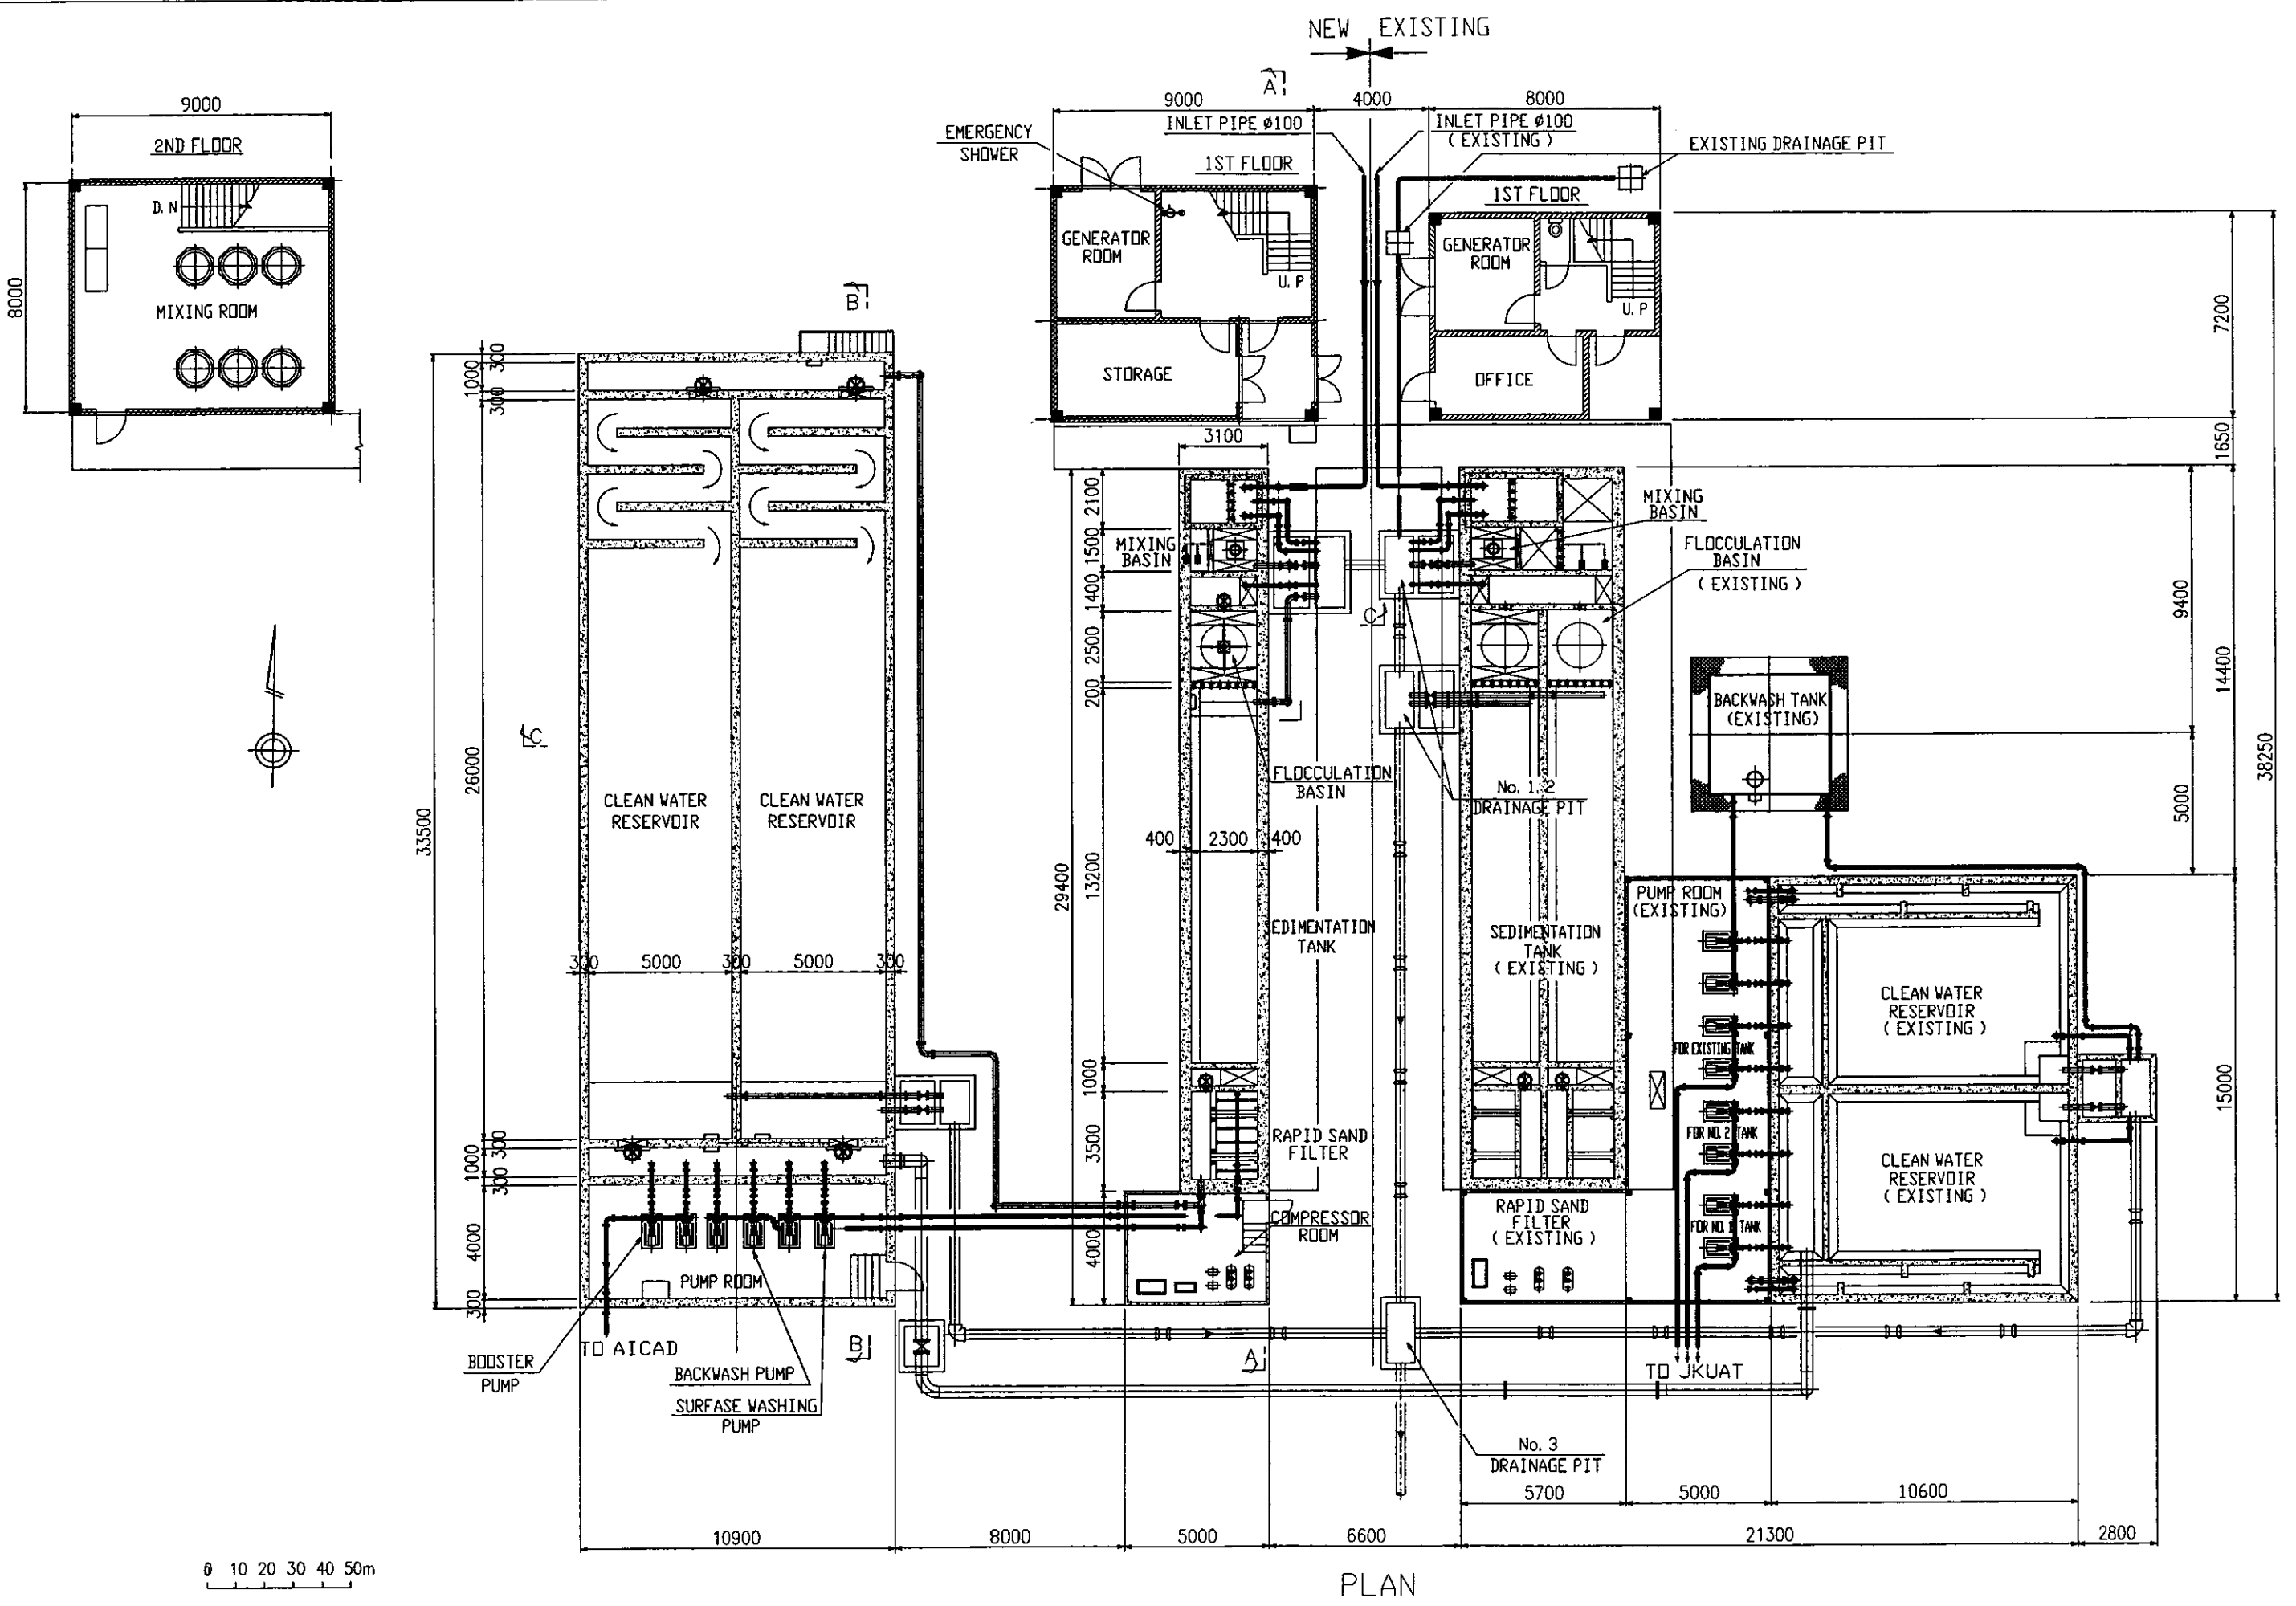 NEW EXISTING
A
9000
4000
8000
INLET PIPE ø100
INLET PIPE ø100
( EXISTING )
EXISTING DRAINAGE PIT
EMERGENCY
SHOWER
9000
2ND FLOOR
D. N
MIXING ROOM
8000
1ST FLOOR
GENERATOR
ROOM
U. P
STORAGE
1ST FLOOR
GENERATOR
ROOM
U. P
OFFICE
7200
1650
9400
14400
5000
38250
15000
B
300
1000
300
26000
33500
300
1000
300
4000
300
C
CLEAN WATER
RESERVOIR
CLEAN WATER
RESERVOIR
300
5000
300
5000
300
PUMP ROOM
TO AICAD
BOOSTER
PUMP
BACKWASH PUMP
SURFASE WASHING
PUMP
B
3100
2100
1500
1400
2500
200
13200
1000
3500
4000
29400
MIXING
BASIN
C
FLOCCULATION
BASIN
400
2300
400
SEDIMENTATION
TANK
RAPID SAND
FILTER
COMPRESSOR
ROOM
A
MIXING
BASIN
FLOCCULATION
BASIN
( EXISTING )
No. 1, 2
DRAINAGE PIT
BACKWASH TANK
(EXISTING)
SEDIMENTATION
TANK
( EXISTING )
PUMP ROOM
(EXISTING)
FOR EXISTING TANK
FOR NO. 2 TANK
FOR NO. 1 TANK
CLEAN WATER
RESERVOIR
( EXISTING )
CLEAN WATER
RESERVOIR
( EXISTING )
RAPID SAND
FILTER
( EXISTING )
TO JKUAT
No. 3
DRAINAGE PIT
5700
5000
10600
10900
8000
5000
6600
21300
2800
0 10 20 30 40 50m
PLAN